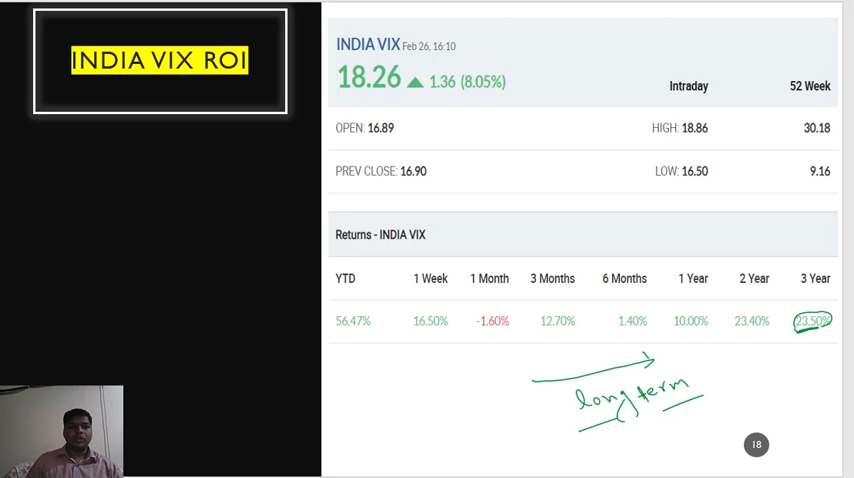 INDIA VIX ROI
INDIA VIX Feb 26, 16:10
18.26 ▲ 1.36 (8.05%)
Intraday 52 Week
OPEN: 16.89 HIGH: 18.86 30.18
PREV CLOSE: 16.90 LOW: 16.50 9.16
Returns - INDIA VIX
YTD 1 Week 1 Month 3 Months 6 Months 1 Year 2 Year 3 Year
56.47% 16.50% -1.60% 12.70% 1.40% 10.00% 23.40% 23.50%
long term
18